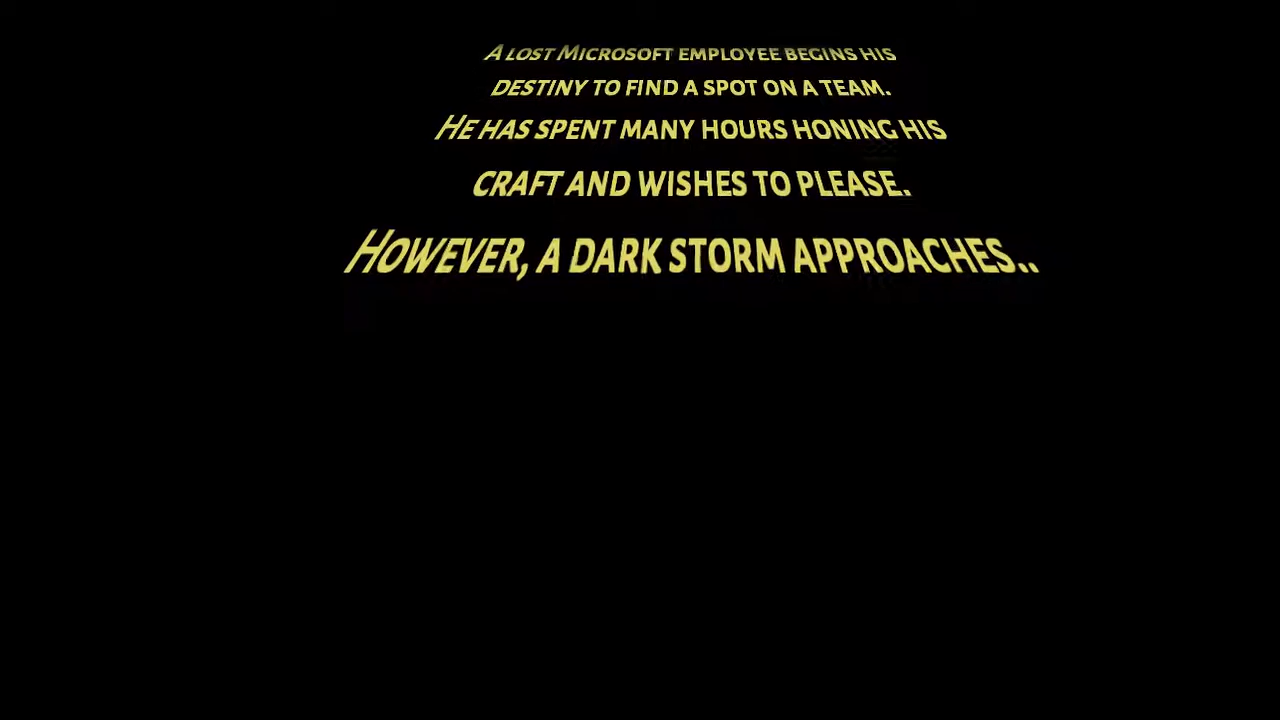 A lost Microsoft employee begins his
destiny to find a spot on a team.
He has spent many hours honing his
craft and wishes to please.
However, a dark storm approaches..